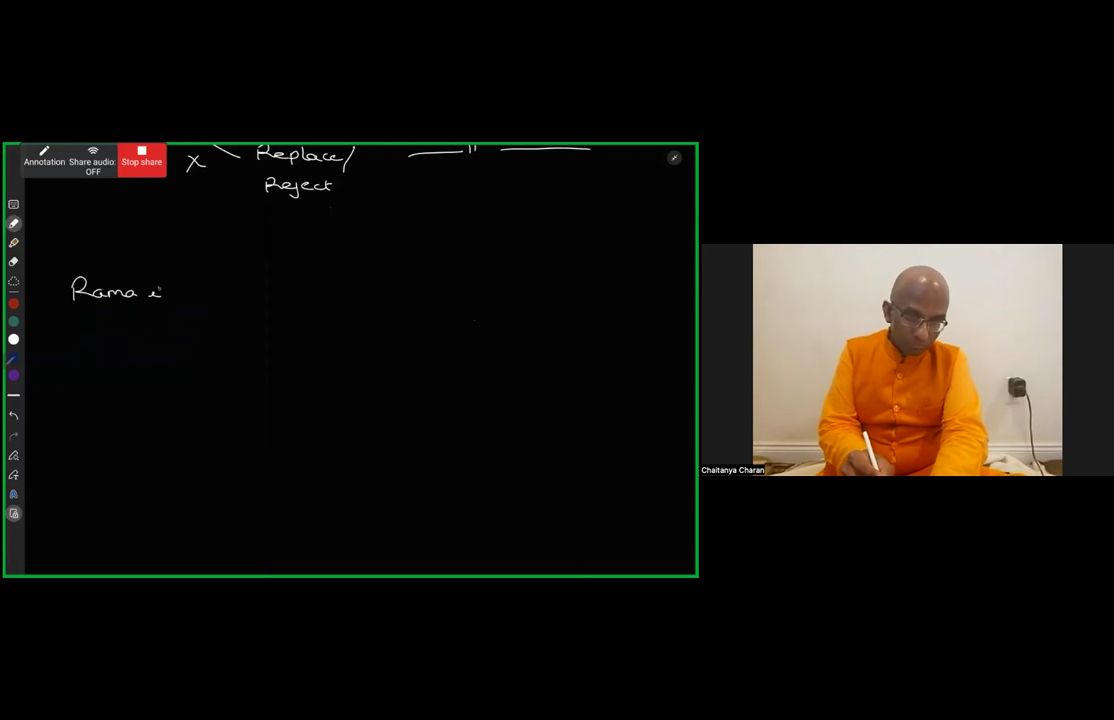 Annotation Share audio: OFF Stop share
X Replace/
Reject
Rama i
Chaitanya Charan